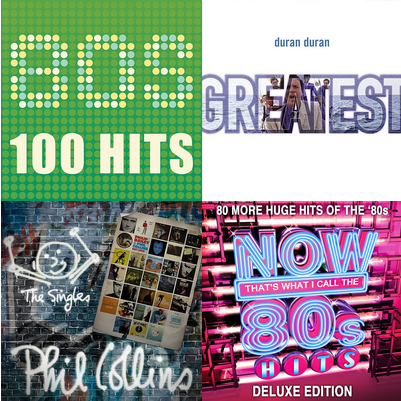 80s
100 HITS
duran duran
GREATEST
The Singles
Phil Collins
80 MORE HUGE HITS OF THE '80s
NOW
THAT'S WHAT I CALL THE
80s
HITS
DELUXE EDITION